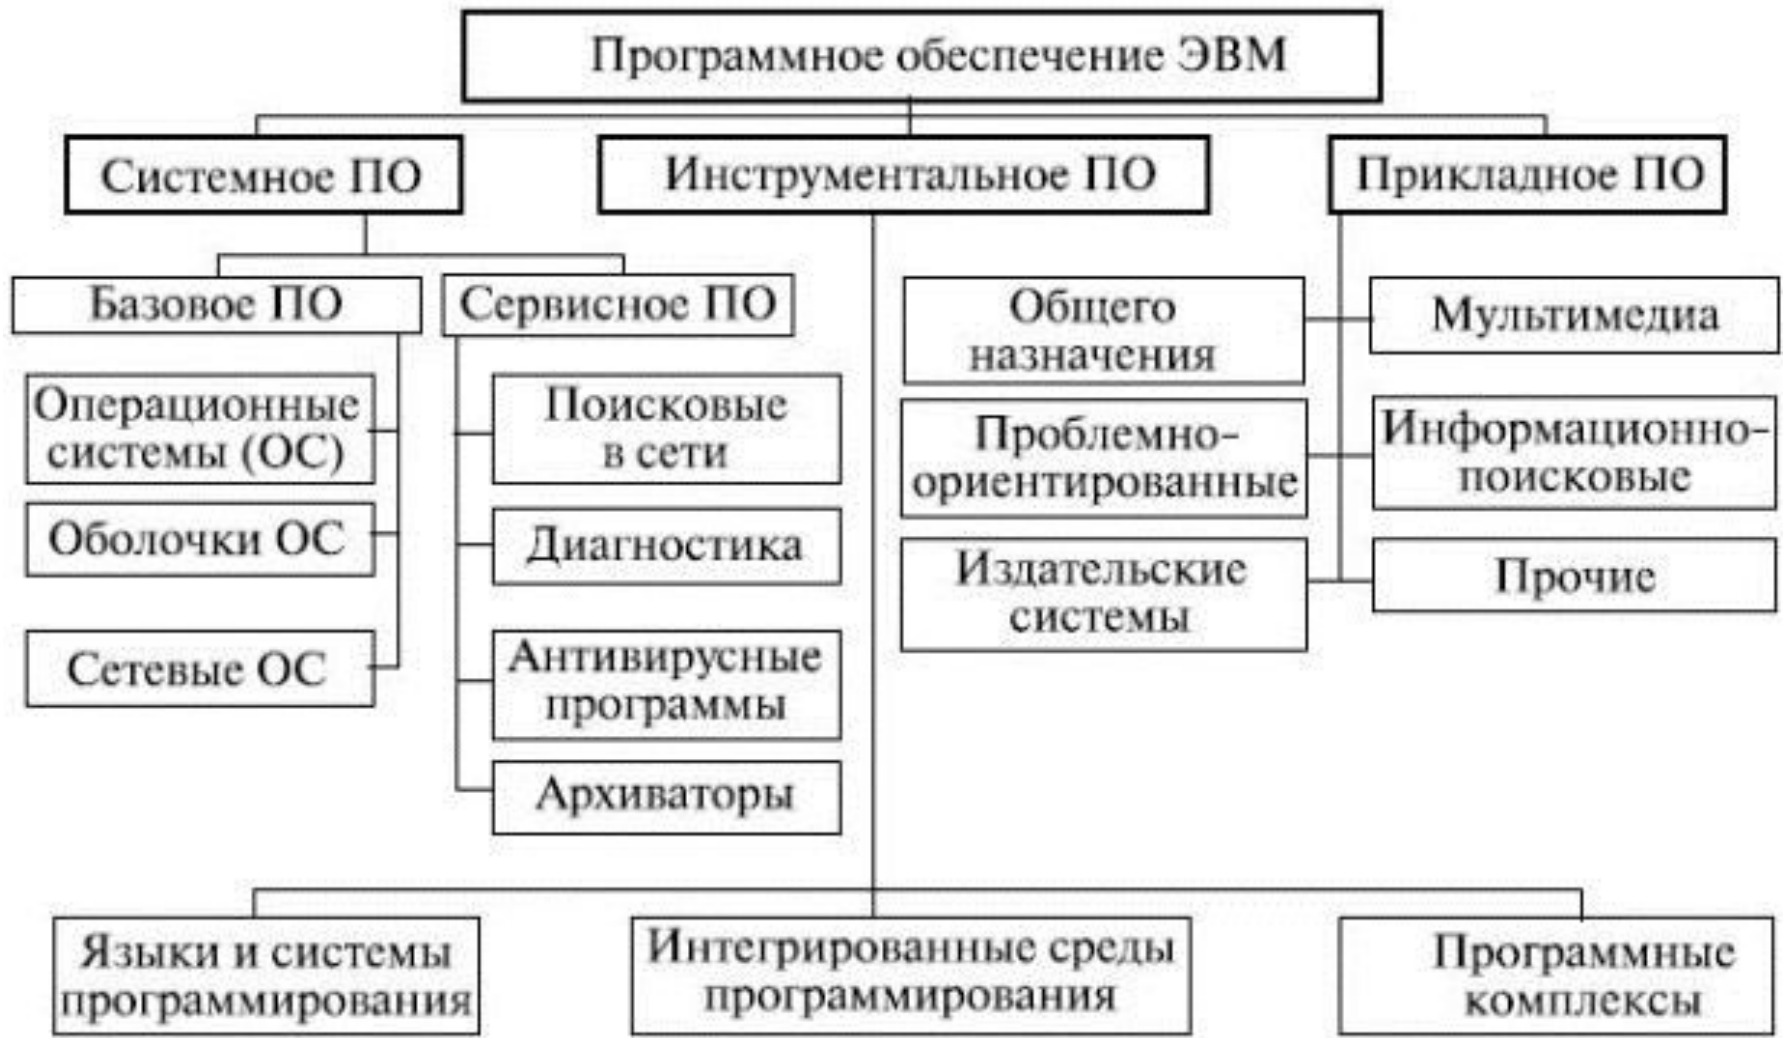 Программное обеспечение ЭВМ
Системное ПО
Инструментальное ПО
Прикладное ПО
Базовое ПО
Операционные
системы (ОС)
Оболочки ОС
Сетевые ОС
Сервисное ПО
Поисковые
в сети
Диагностика
Антивирусные
программы
Архиваторы
Общего
назначения
Проблемно-
ориентированные
Издательские
системы
Мультимедиа
Информационно-
поисковые
Прочие
Языки и системы
программирования
Интегрированные среды
программирования
Программные
комплексы